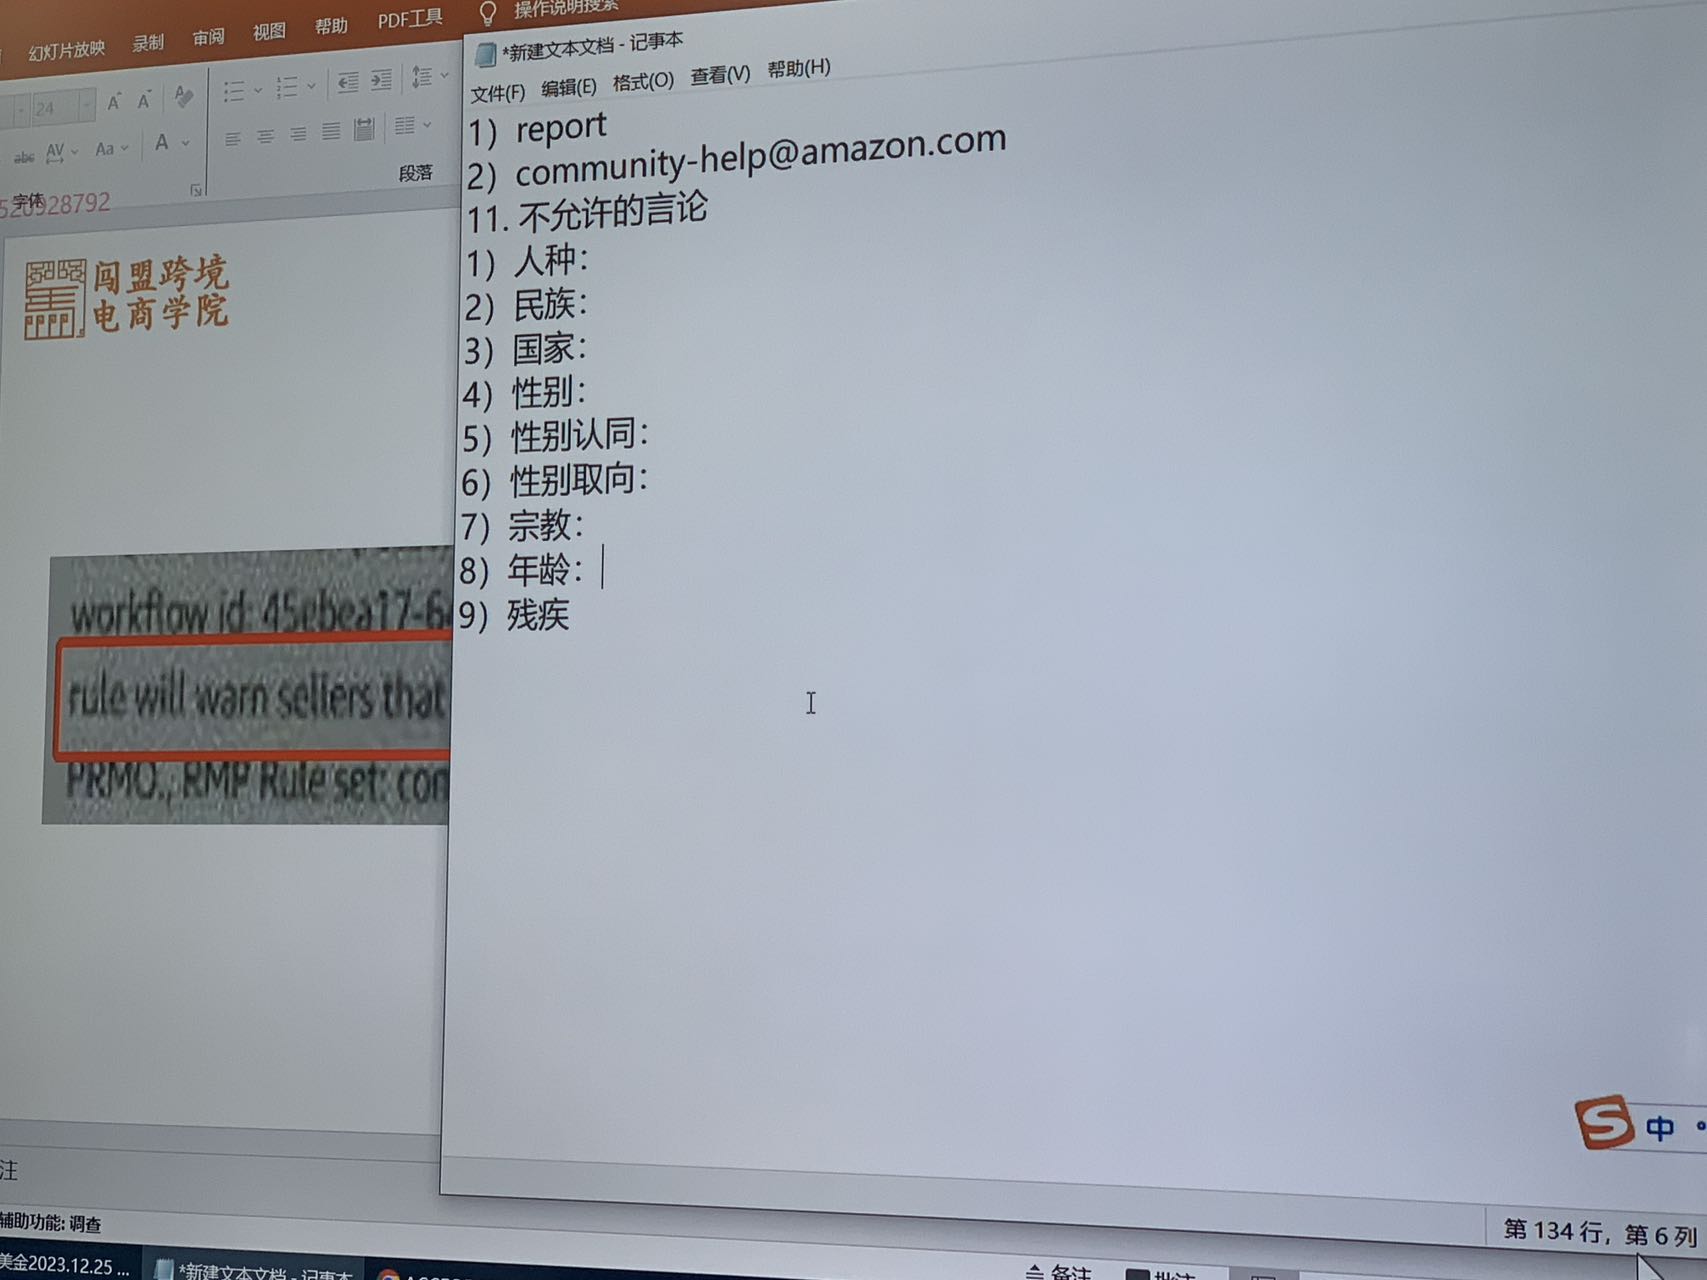 幻灯片放映 录制 审阅 视图 帮助 PDF工具 操作说明搜索
24
abc AV Aa A
字体 段落
520928792
闯盟跨境
电商学院
workflow id:
rule will warn sellers that
PRMO., RMP Rule set: con
*新建文本文档 - 记事本
文件(F) 编辑(E) 格式(O) 查看(V) 帮助(H)
1）report
2）community-help@amazon.com
11. 不允许的言论
1）人种：
2）民族：
3）国家：
4）性别：
5）性别认同：
6）性别取向：
7）宗教：
8）年龄：
9）残疾
中
第 134 行，第 6 列
注
辅助功能: 调查
备注 批注
美金2023.12.25 ...
*新建文本文档 - 记事本